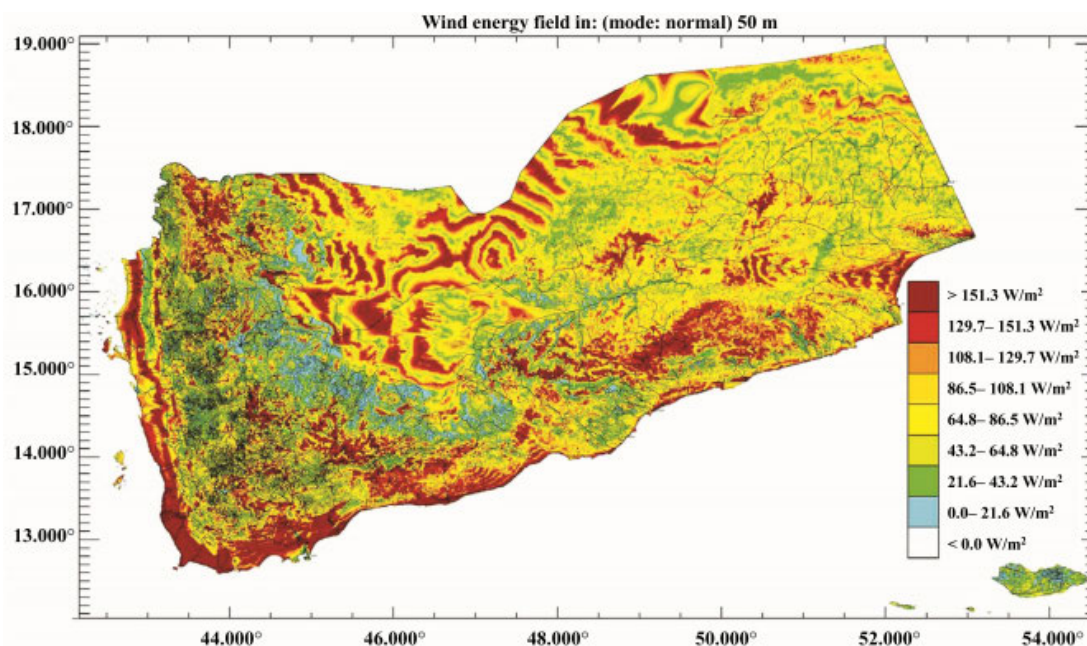 Wind energy field in: (mode: normal) 50 m
19.000°
18.000°
17.000°
16.000°
15.000°
14.000°
13.000°
> 151.3 W/m²
129.7– 151.3 W/m²
108.1– 129.7 W/m²
86.5– 108.1 W/m²
64.8– 86.5 W/m²
43.2– 64.8 W/m²
21.6– 43.2 W/m²
0.0– 21.6 W/m²
< 0.0 W/m²
44.000° 46.000° 48.000° 50.000° 52.000° 54.000°